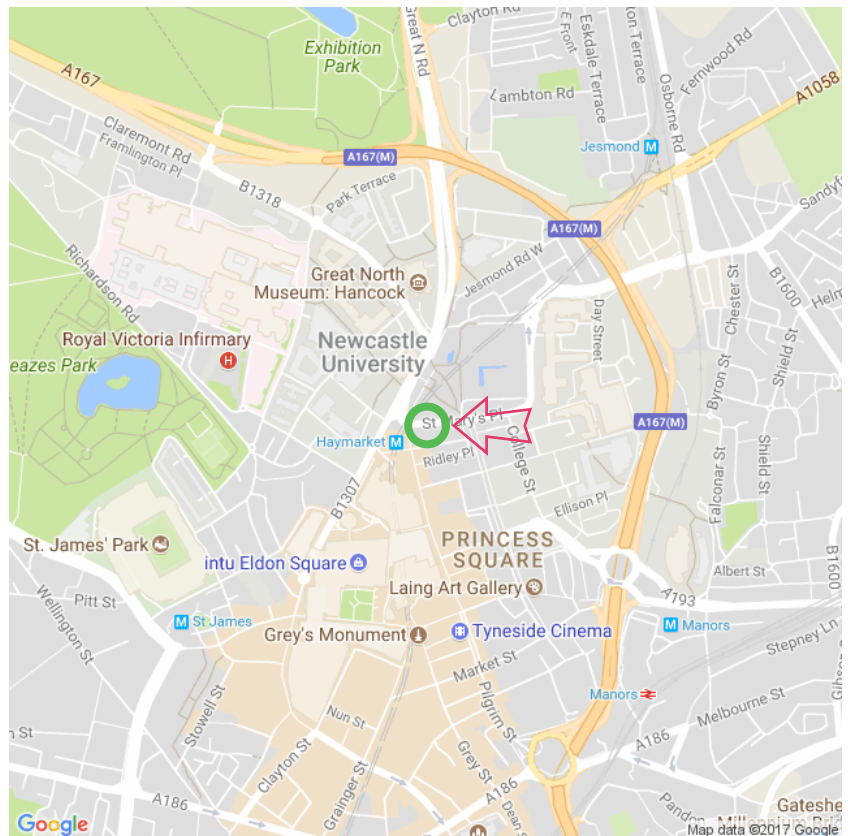 Clayton Rd
E Front
Eskdale Terrace
Terrace
Fernwood Rd
Exhibition
Park
Great N Rd
Osborne Rd
A167
Lambton Rd
A1058
Claremont Rd
Framlington Pl
A167(M)
Jesmond
B1318
Park Terrace
Richardson Rd
A167(M)
Jesmond Rd W
Great North
Museum: Hancock
B1600
Chester St
Day Street
Royal Victoria Infirmary
Newcastle
University
Byron St
Shield St
eazes Park
St Mary's Pl
A167(M)
Haymarket
Ridley Pl
College St
Falconar St
Shield St
B1307
Ellison Pl
St. James' Park
PRINCESS
SQUARE
intu Eldon Square
B1600
Albert St
Laing Art Gallery
A193
Wellington St
Pitt St
St James
Grey's Monument
Tyneside Cinema
Manors
Stepney Ln
Market St
Stowell St
Pilgrim St
Manors
Melbourne St
Nun St
n St
Clayton St
Grey St
A186
A186
Grainger St
A186
Dean S
Gateshe
Google
Map data ©2017 Google